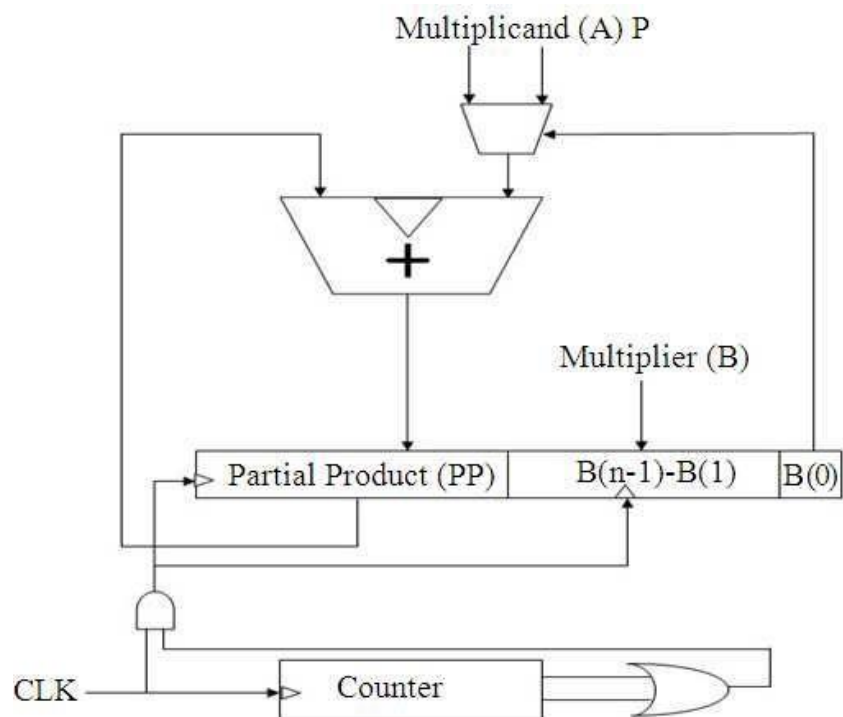 Multiplicand (A) P
+
Multiplier (B)
Partial Product (PP) B(n-1)-B(1) B(0)
CLK Counter